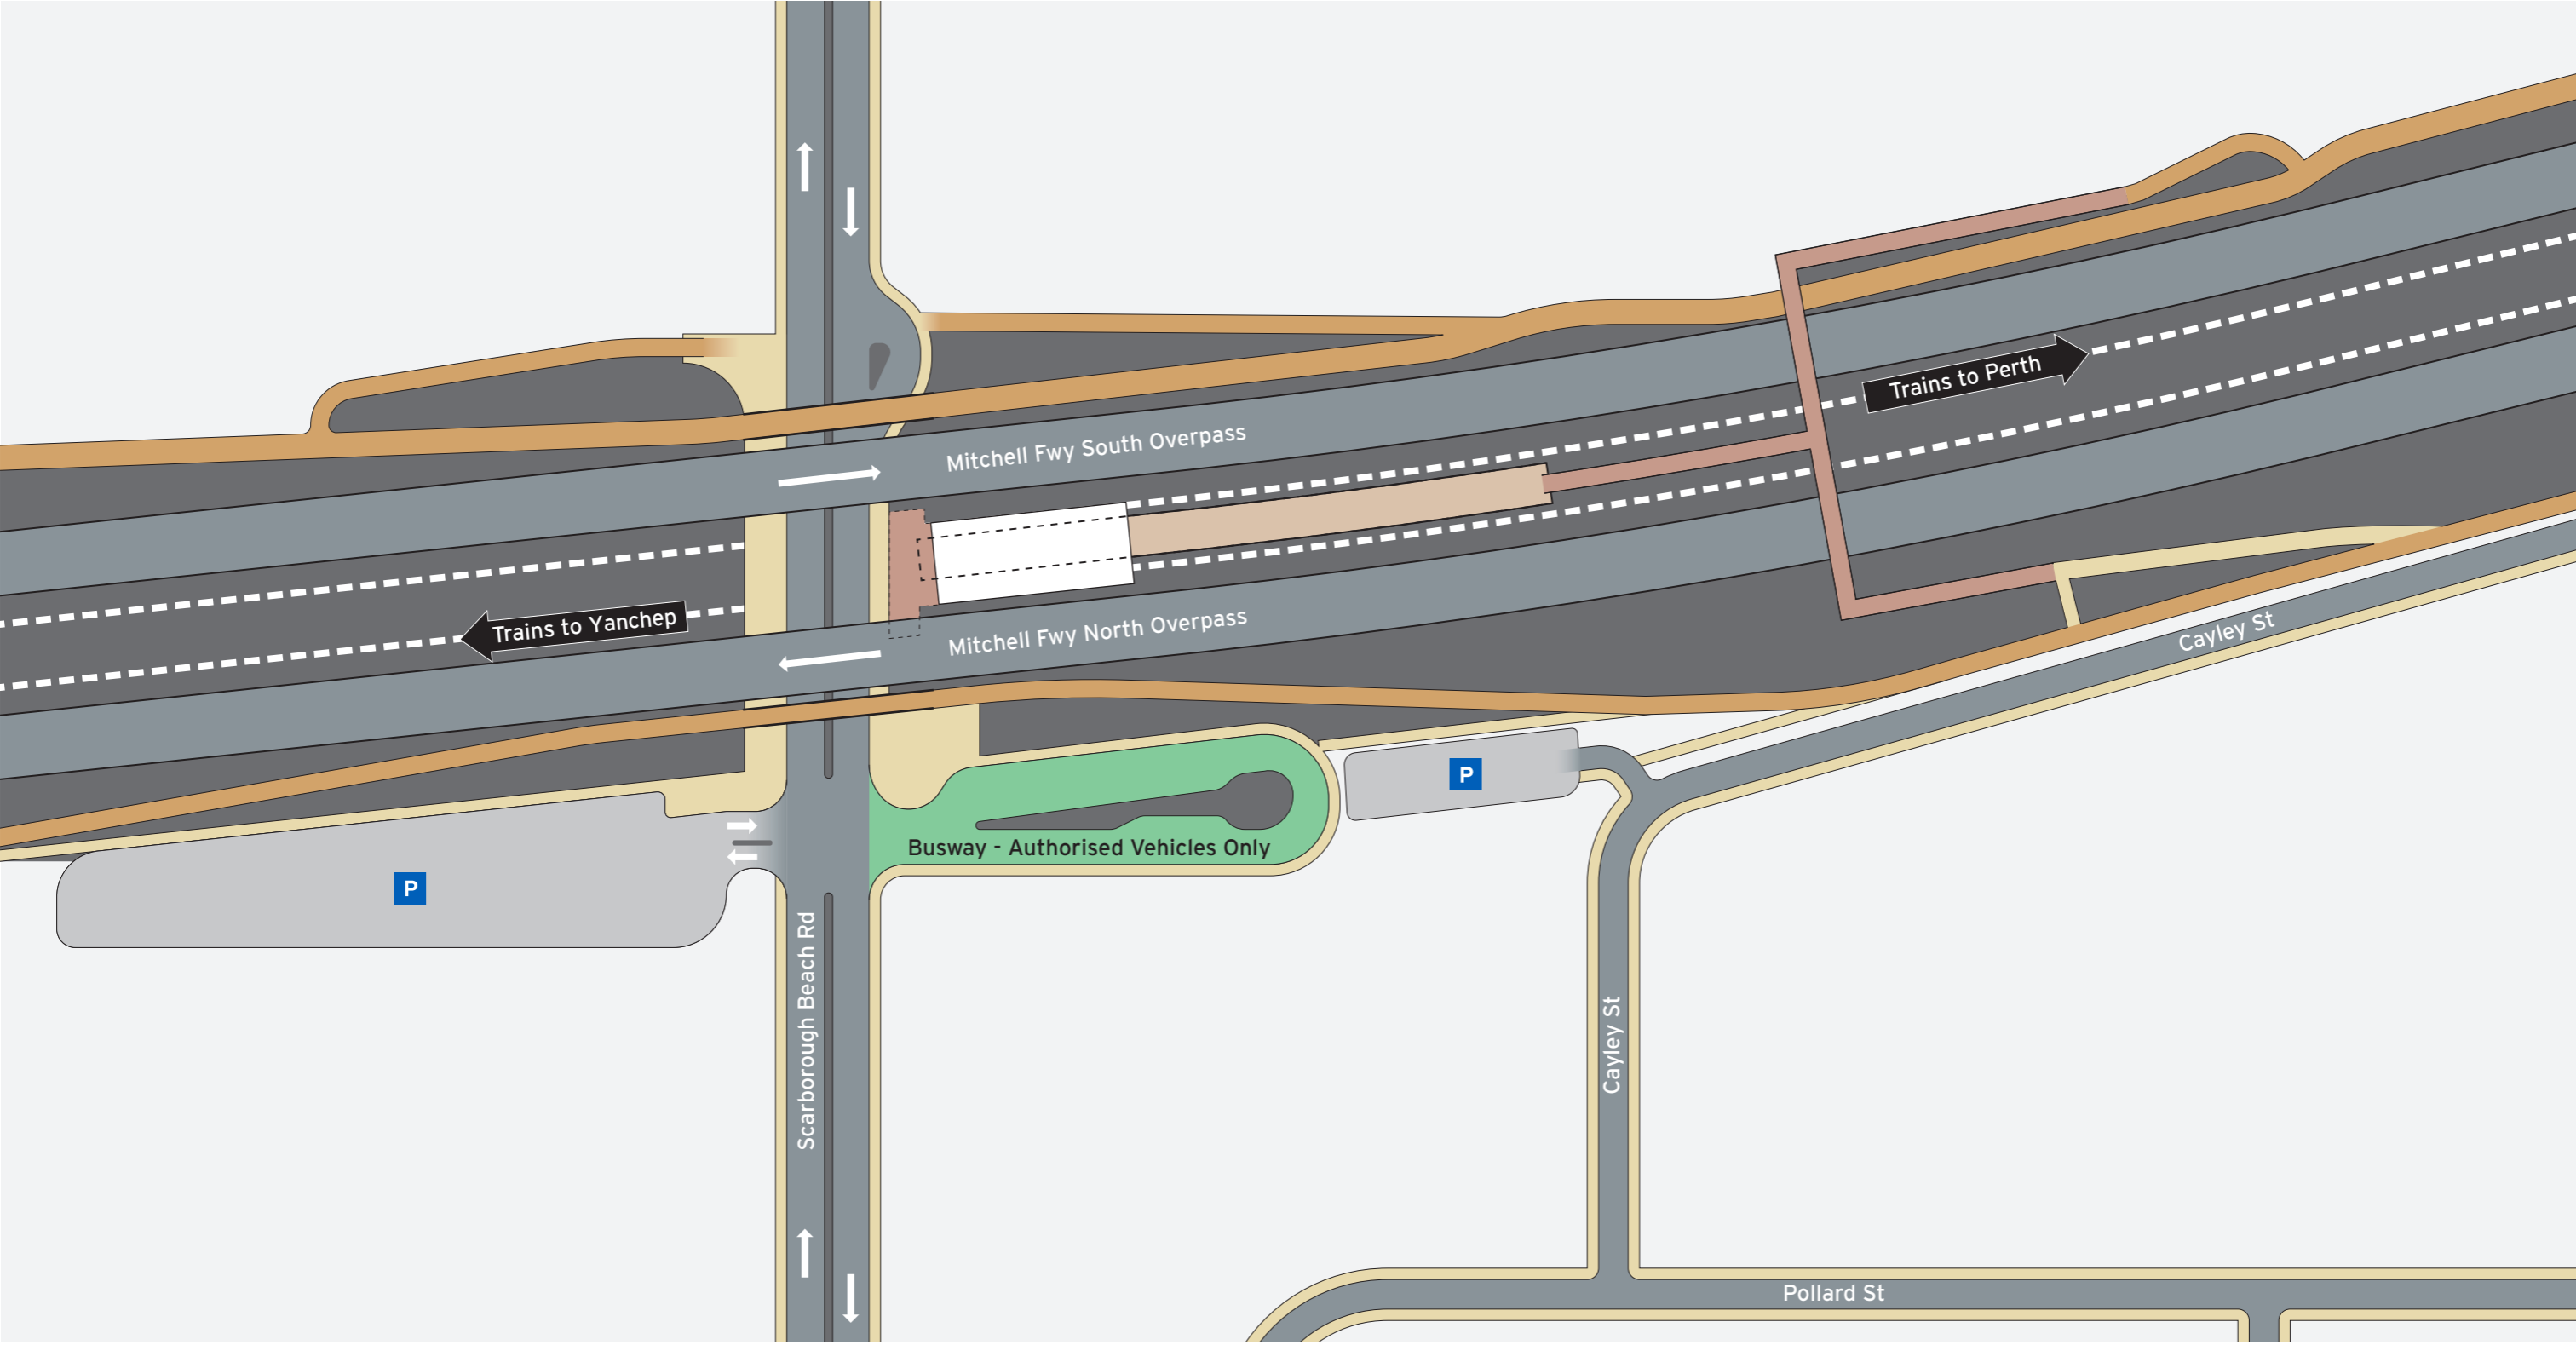 Trains to Perth
Mitchell Fwy South Overpass
Trains to Yanchep
Mitchell Fwy North Overpass
Cayley St
P
Busway - Authorised Vehicles Only
P
Scarborough Beach Rd
Cayley St
Pollard St